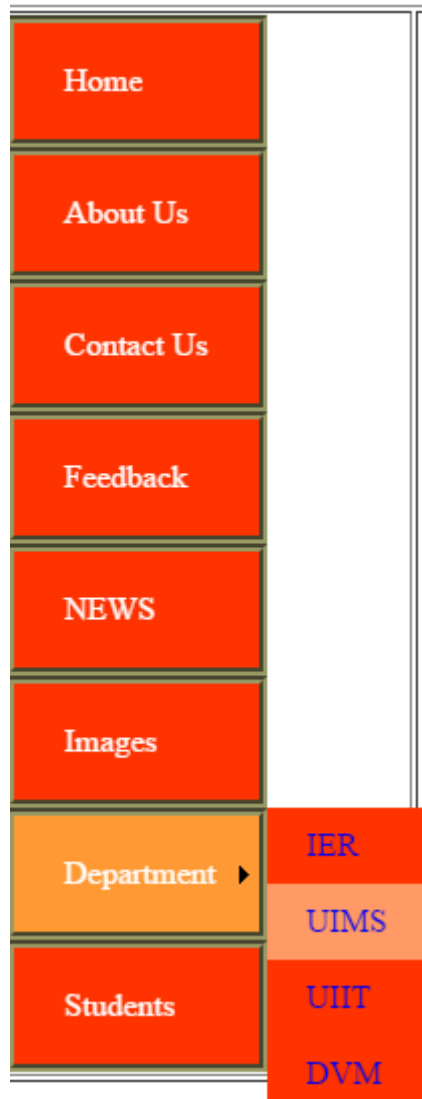 Home
About Us
Contact Us
Feedback
NEWS
Images
Department
Students
IER
UIMS
UIIT
DVM